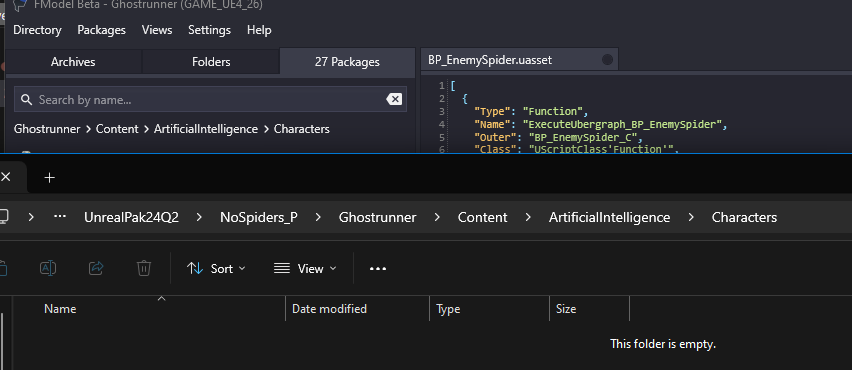 FModel Beta - Ghostrunner (GAME_UE4_26)
Directory Packages Views Settings Help
Archives Folders 27 Packages BP_EnemySpider.uasset
Search by name...
Ghostrunner > Content > ArtificialIntelligence > Characters
1 [
2 {
3 "Type": "Function",
4 "Name": "ExecuteUbergraph_BP_EnemySpider",
5 "Outer": "BP_EnemySpider_C",
6 "Class": "UScriptClass'Function'",
... UnrealPak24Q2 > NoSpiders_P > Ghostrunner > Content > ArtificialIntelligence > Characters
Sort View ...
Name Date modified Type Size
This folder is empty.